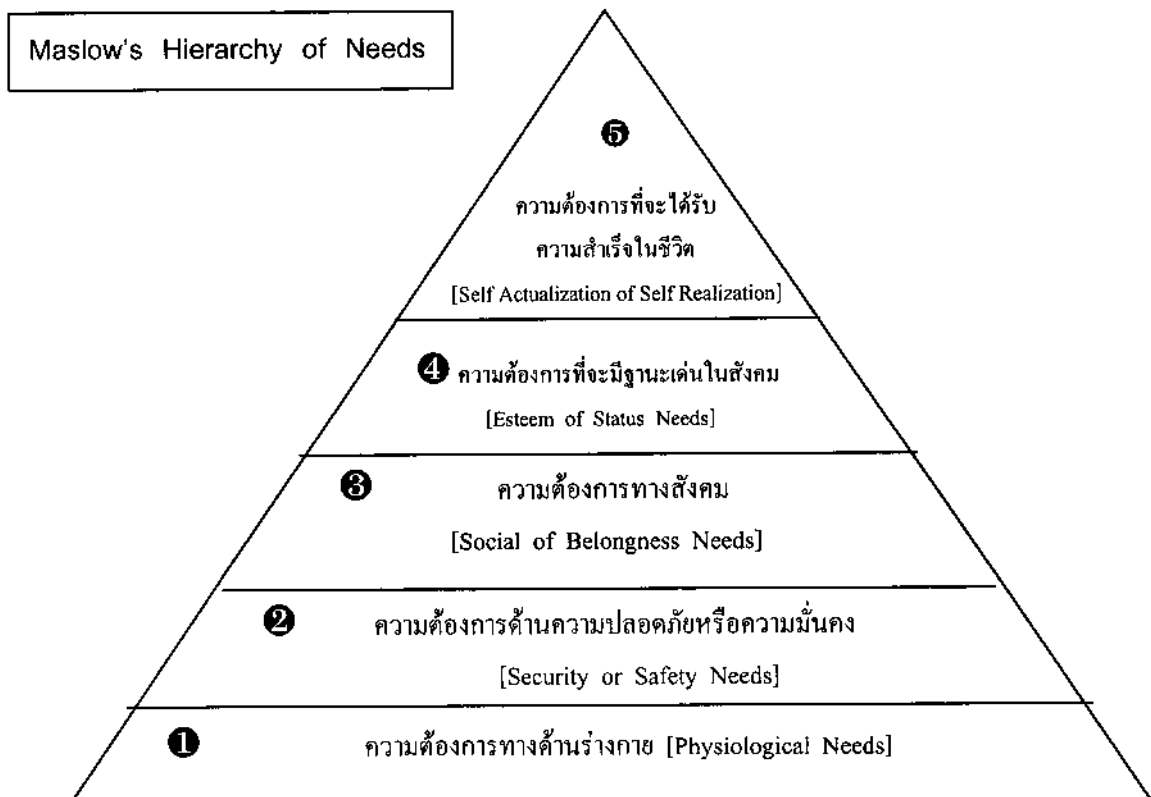 Maslow's Hierarchy of Needs
❺
ความต้องการที่จะได้รับ
ความสำเร็จในชีวิต
[Self Actualization of Self Realization]
❹ ความต้องการที่จะมีฐานะเด่นในสังคม
[Esteem of Status Needs]
❸ ความต้องการทางสังคม
[Social of Belongness Needs]
❷ ความต้องการด้านความปลอดภัยหรือความมั่นคง
[Security or Safety Needs]
❶ ความต้องการทางด้านร่างกาย [Physiological Needs]